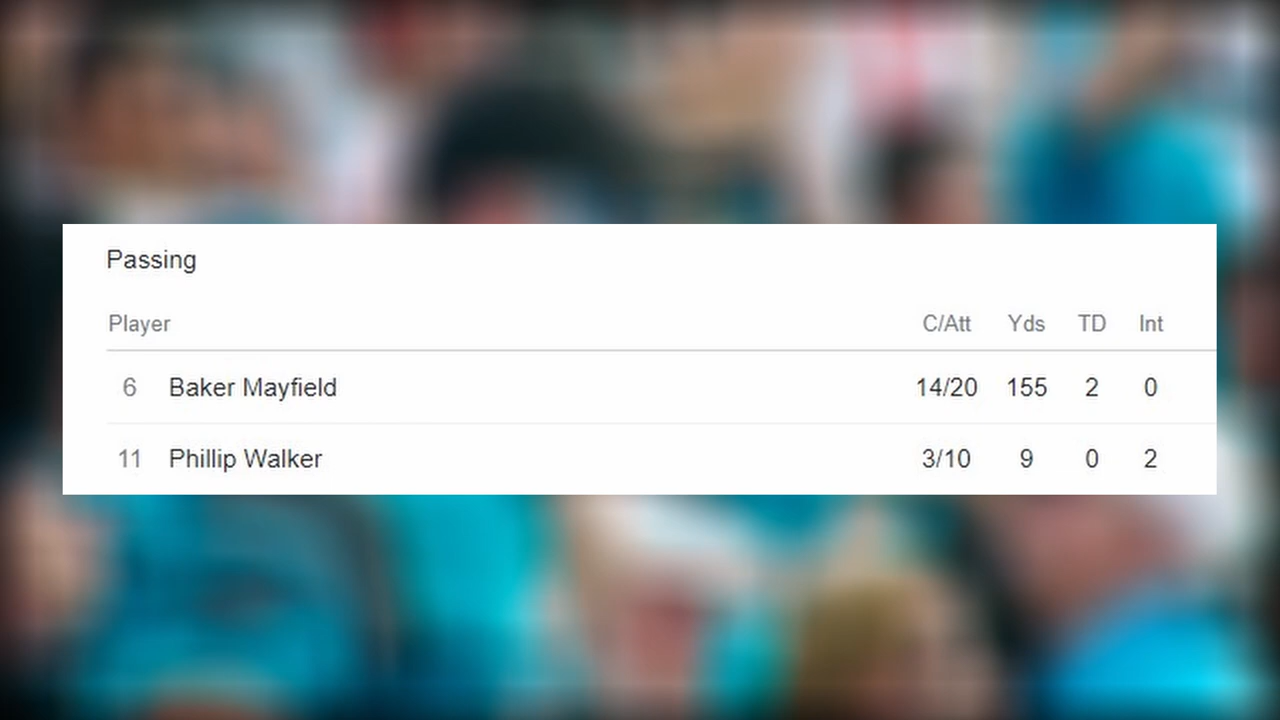 Passing
Player C/Att Yds TD Int
6 Baker Mayfield 14/20 155 2 0
11 Phillip Walker 3/10 9 0 2